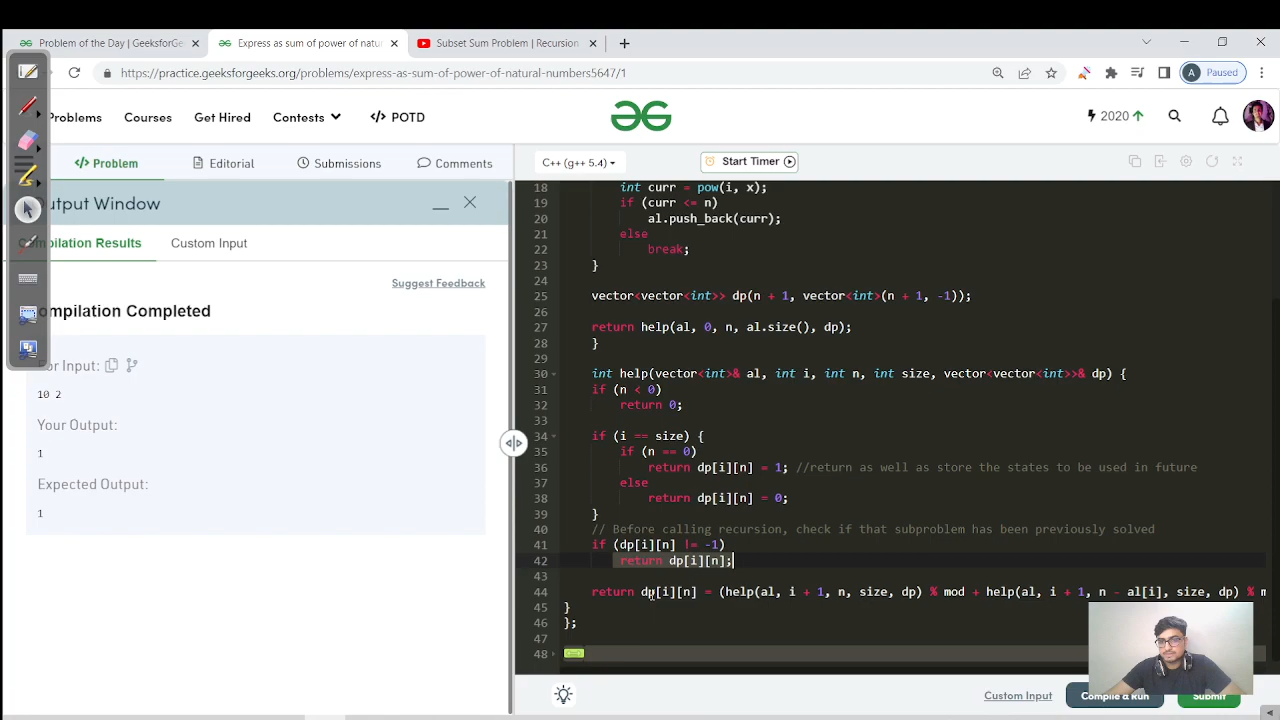 Problem of the Day | GeeksforGe
Express as sum of power of natu
Subset Sum Problem | Recursion
https://practice.geeksforgeeks.org/problems/express-as-sum-of-power-of-natural-numbers5647/1
A
Paused
Problems
Courses
Get Hired
Contests
</> POTD
2020
</> Problem
Editorial
Submissions
Comments
C++ (g++ 5.4)
Start Timer
utput Window
mpilation Results
Custom Input
Suggest Feedback
ompilation Completed
For Input:
10 2
Your Output:
1
Expected Output:
1
18 int curr = pow(i, x);
19 if (curr <= n)
20 al.push_back(curr);
21 else
22 break;
23 }
24
25 vector<vector<int>> dp(n + 1, vector<int>(n + 1, -1));
26
27 return help(al, 0, n, al.size(), dp);
28 }
29
30 int help(vector<int>& al, int i, int n, int size, vector<vector<int>>& dp) {
31 if (n < 0)
32 return 0;
33
34 if (i == size) {
35 if (n == 0)
36 return dp[i][n] = 1; //return as well as store the states to be used in future
37 else
38 return dp[i][n] = 0;
39 }
40 // Before calling recursion, check if that subproblem has been previously solved
41 if (dp[i][n] != -1)
42 return dp[i][n];
43
44 return dp[i][n] = (help(al, i + 1, n, size, dp) % mod + help(al, i + 1, n - al[i], size, dp) % m
45 }
46 };
47
48
Custom Input
Compile & Run
Submit